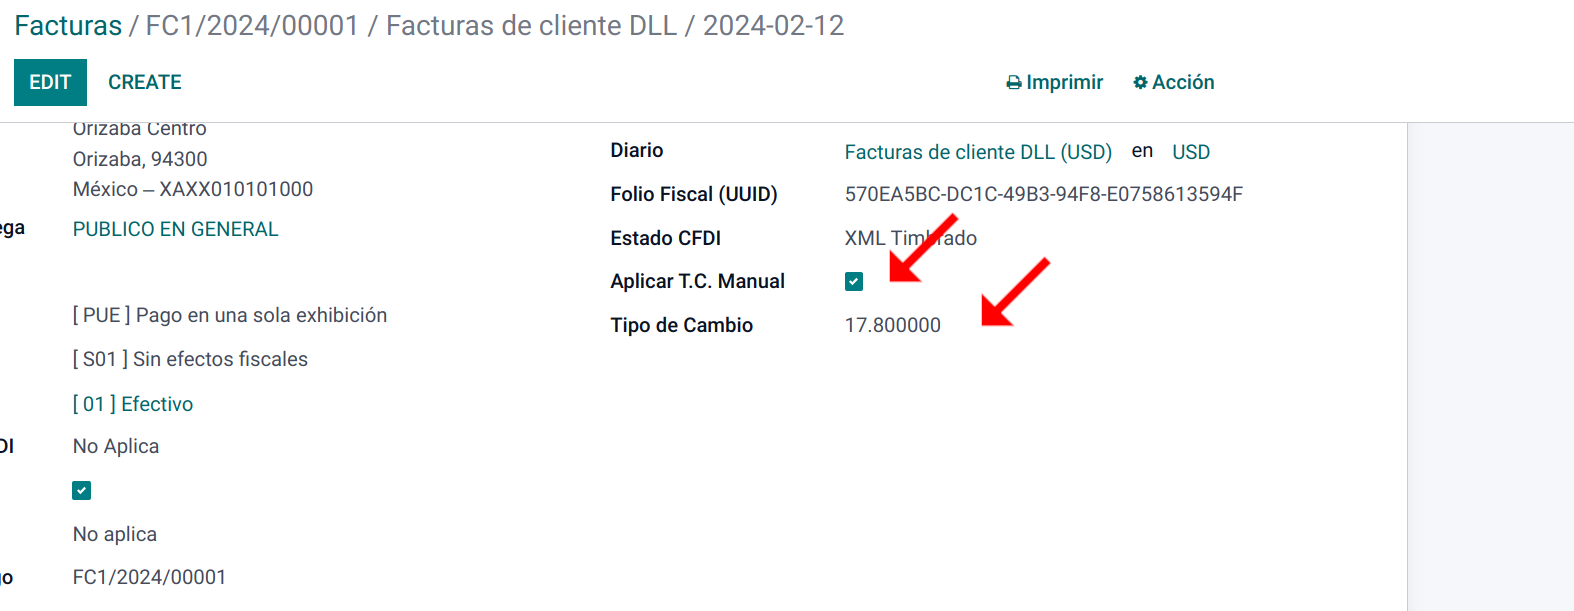 Facturas / FC1/2024/00001 / Facturas de cliente DLL / 2024-02-12
EDIT CREATE Imprimir Acción
Orizaba Centro
Orizaba, 94300
México – XAXX010101000
ega PUBLICO EN GENERAL
[ PUE ] Pago en una sola exhibición
[ S01 ] Sin efectos fiscales
[ 01 ] Efectivo
DI No Aplica
No aplica
go FC1/2024/00001
Diario Facturas de cliente DLL (USD) en USD
Folio Fiscal (UUID) 570EA5BC-DC1C-49B3-94F8-E0758613594F
Estado CFDI XML Timbrado
Aplicar T.C. Manual
Tipo de Cambio 17.800000